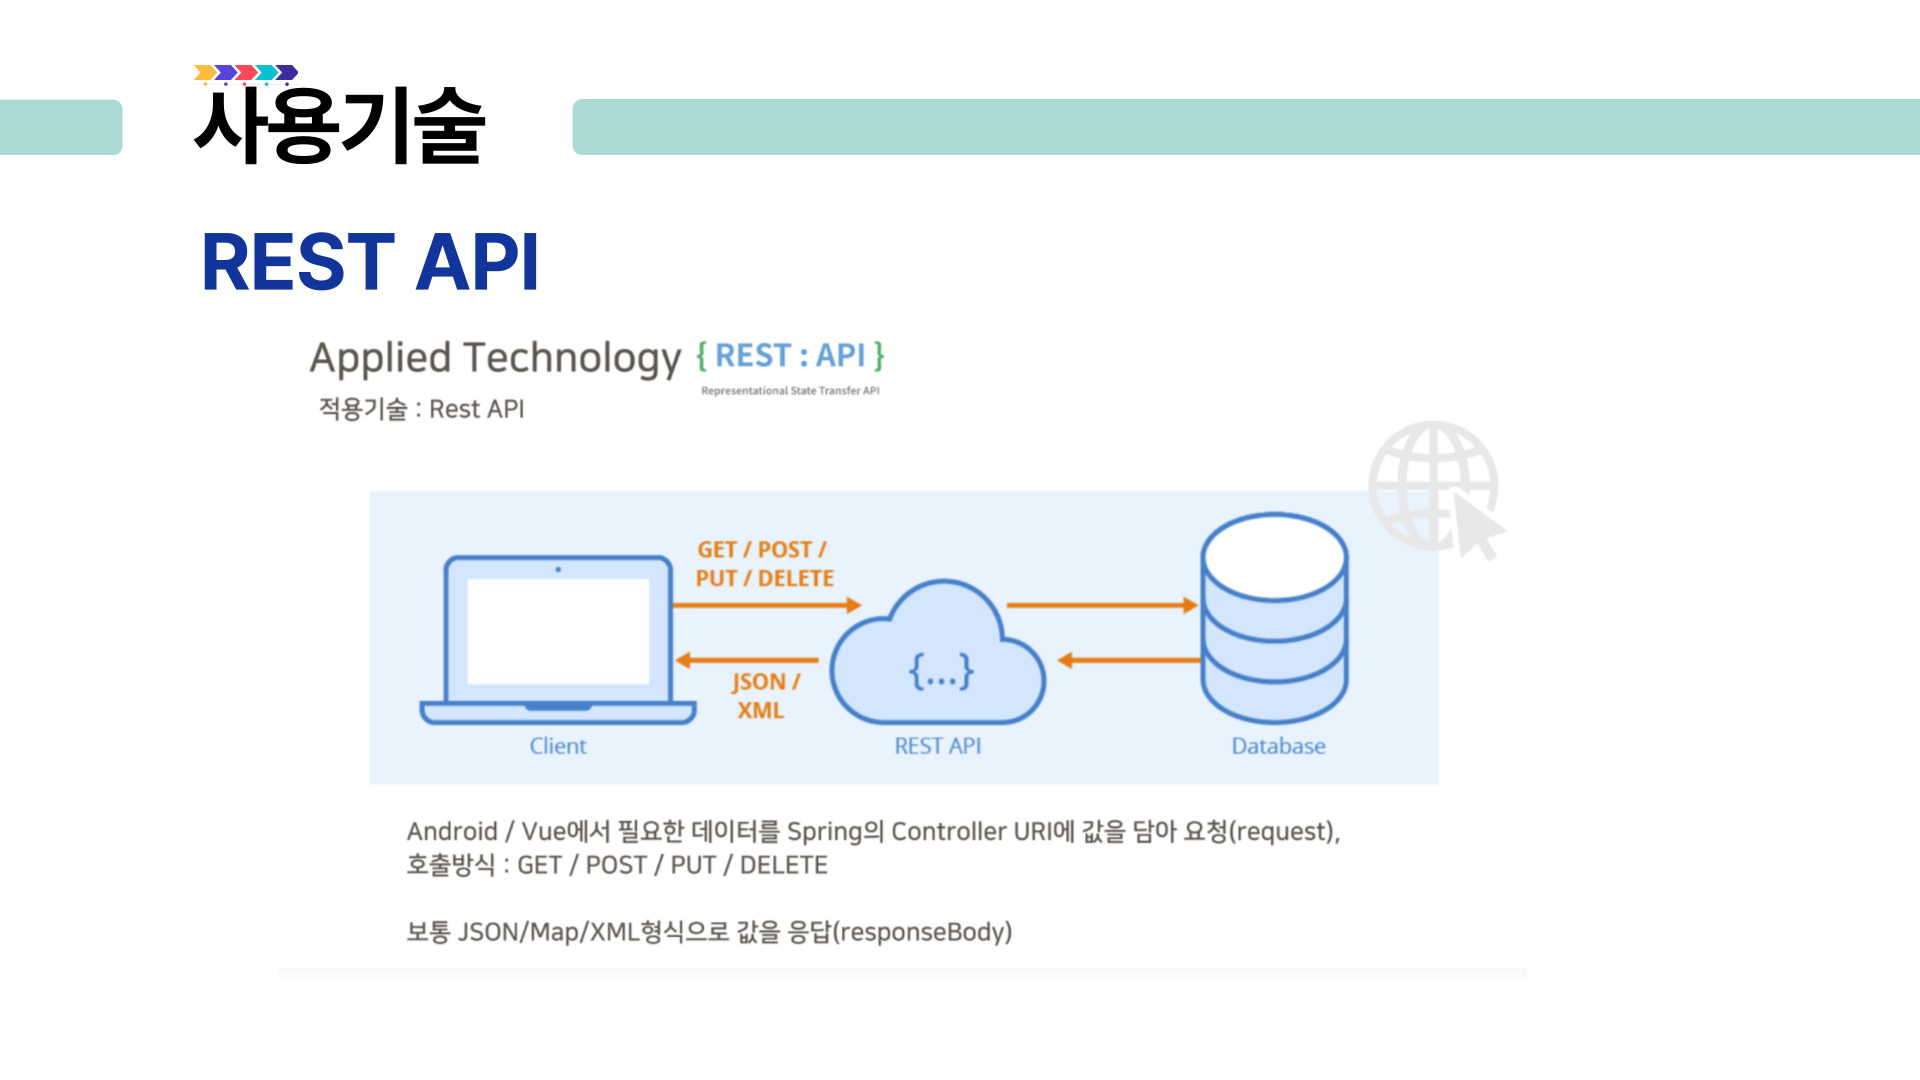 사용기술
REST API
Applied Technology { REST : API }
Representational State Transfer API
적용기술 : Rest API
GET / POST /
PUT / DELETE
{...}
JSON /
XML
Client
REST API
Database
Android / Vue에서 필요한 데이터를 Spring의 Controller URI에 값을 담아 요청(request),
호출방식 : GET / POST / PUT / DELETE
보통 JSON/Map/XML형식으로 값을 응답(responseBody)